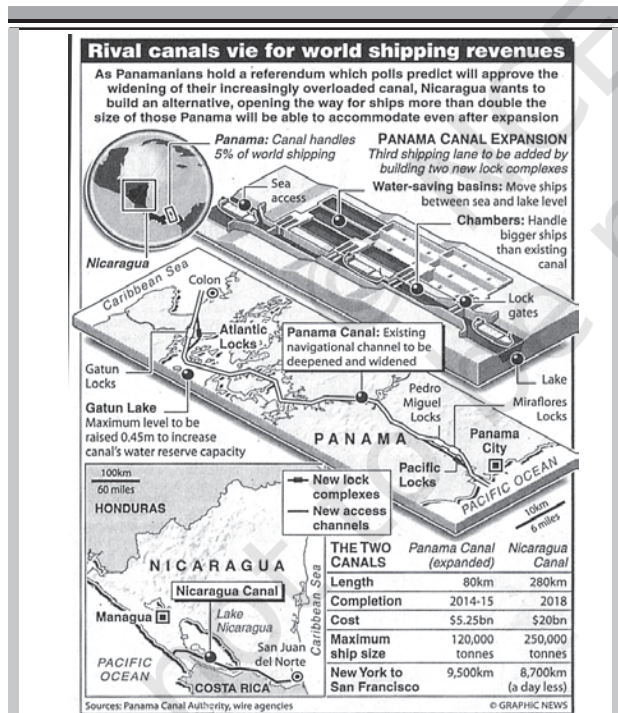 Rival canals vie for world shipping revenues
As Panamanians hold a referendum which polls predict will approve the
widening of their increasingly overloaded canal, Nicaragua wants to
build an alternative, opening the way for ships more than double the
size of those Panama will be able to accommodate even after expansion
Panama: Canal handles
5% of world shipping
Nicaragua
PANAMA CANAL EXPANSION
Third shipping lane to be added by
building two new lock complexes
Water-saving basins: Move ships
between sea and lake level
Chambers: Handle
bigger ships
than existing
canal
Sea
access
Lock
gates
Lake
Caribbean Sea
Colon
Atlantic
Locks
Panama Canal: Existing
navigational channel to be
deepened and widened
Gatun
Locks
Gatun Lake
Maximum level to be
raised 0.45m to increase
canal's water reserve capacity
Pedro
Miguel
Locks
Miraflores
Locks
PANAMA
Panama
City
Pacific
Locks
PACIFIC OCEAN
10km
6 miles
100km
60 miles
HONDURAS
New lock
complexes
New access
channels
NICARAGUA
Nicaragua Canal
Managua
Lake
Nicaragua
Caribbean Sea
San Juan
del Norte
PACIFIC
OCEAN
COSTA RICA
THE TWO CANALS Panama Canal (expanded) Nicaragua Canal
Length 80km 280km
Completion 2014-15 2018
Cost $5.25bn $20bn
Maximum ship size 120,000 tonnes 250,000 tonnes
New York to San Francisco 9,500km 8,700km (a day less)
Sources: Panama Canal Authority, wire agencies
© GRAPHIC NEWS